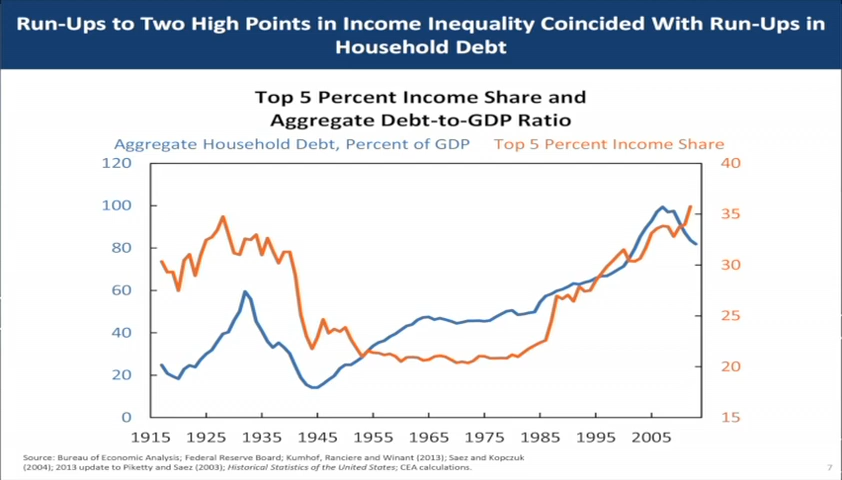 Run-Ups to Two High Points in Income Inequality Coincided With Run-Ups in
Household Debt
Top 5 Percent Income Share and
Aggregate Debt-to-GDP Ratio
Aggregate Household Debt, Percent of GDP
Top 5 Percent Income Share
120
100
80
60
40
20
0
40
35
30
25
20
15
1915 1925 1935 1945 1955 1965 1975 1985 1995 2005
Source: Bureau of Economic Analysis; Federal Reserve Board; Kumhof, Ranciere and Winant (2013); Saez and Kopczuk
(2004); 2013 update to Piketty and Saez (2003); Historical Statistics of the United States; CEA calculations.
7